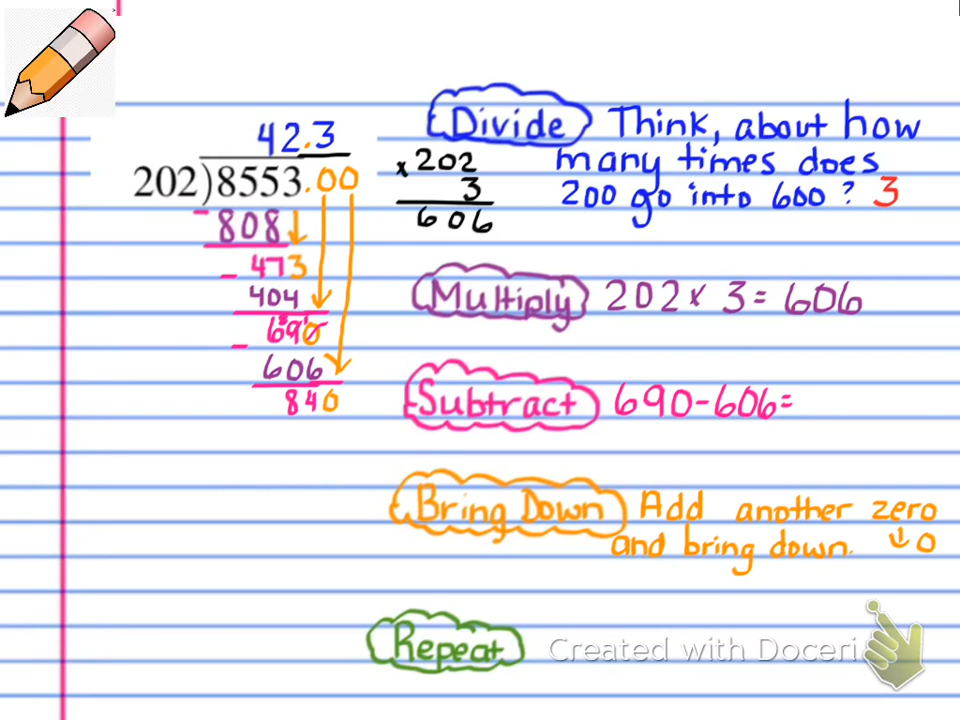 42.3
202)8553.00
-808
-473
404
-690
606
840
x202
3
606
Divide Think, about how
many times does
200 go into 600? 3
Multiply 202 x 3 = 606
Subtract 690-606=
Bring Down Add another zero
and bring down. ↓0
Repeat
Created with Doceri